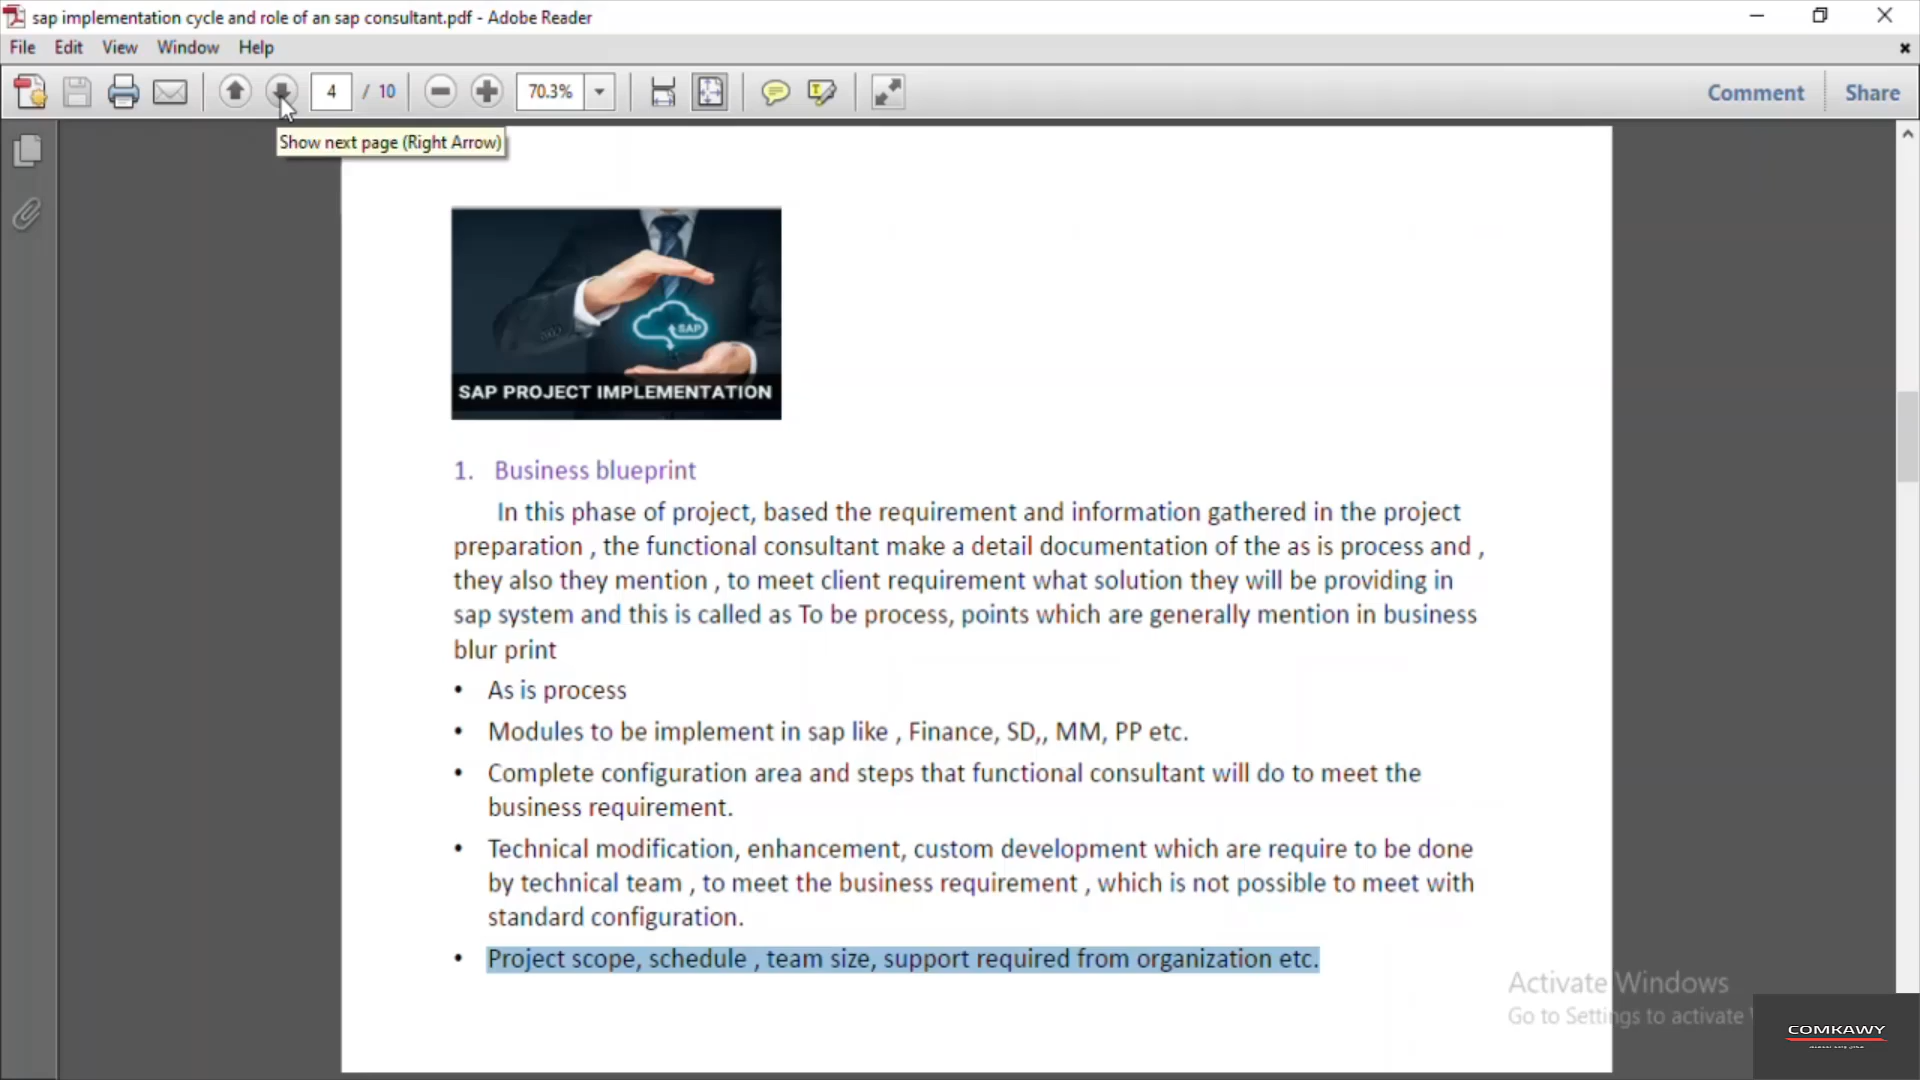 sap implementation cycle and role of an sap consultant.pdf - Adobe Reader
File Edit View Window Help
4 / 10 70.3% Comment Share
Show next page (Right Arrow)
SAP
SAP PROJECT IMPLEMENTATION
1. Business blueprint
In this phase of project, based the requirement and information gathered in the project
preparation , the functional consultant make a detail documentation of the as is process and ,
they also they mention , to meet client requirement what solution they will be providing in
sap system and this is called as To be process, points which are generally mention in business
blur print
• As is process
• Modules to be implement in sap like , Finance, SD,, MM, PP etc.
• Complete configuration area and steps that functional consultant will do to meet the
business requirement.
• Technical modification, enhancement, custom development which are require to be done
by technical team , to meet the business requirement , which is not possible to meet with
standard configuration.
• Project scope, schedule , team size, support required from organization etc.
Activate Windows
Go to Settings to activate
COMKAWY